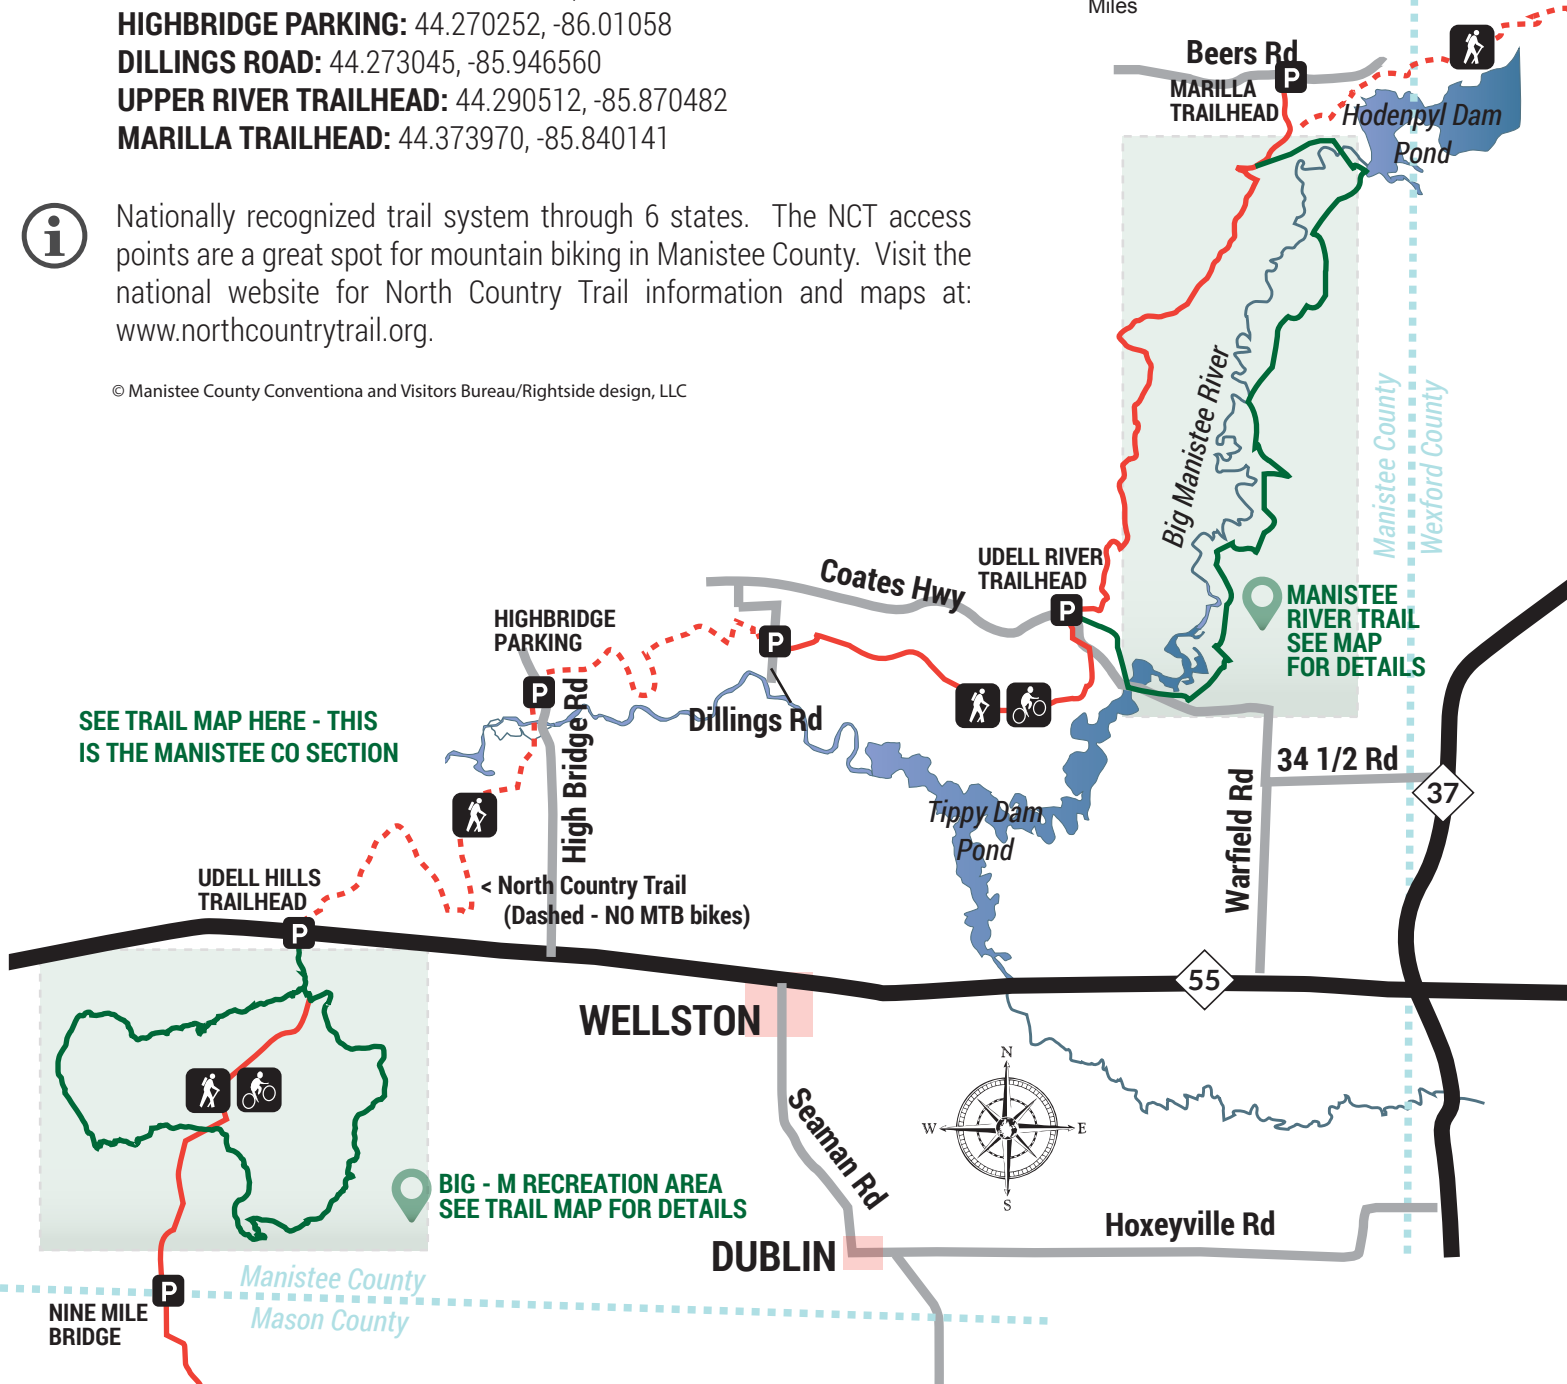 Miles
HIGHBRIDGE PARKING: 44.270252, -86.01058
DILLINGS ROAD: 44.273045, -85.946560
UPPER RIVER TRAILHEAD: 44.290512, -85.870482
MARILLA TRAILHEAD: 44.373970, -85.840141
Nationally recognized trail system through 6 states. The NCT access
points are a great spot for mountain biking in Manistee County. Visit the
national website for North Country Trail information and maps at:
www.northcountrytrail.org.
© Manistee County Conventiona and Visitors Bureau/Rightside design, LLC
Beers Rd
P
MARILLA
TRAILHEAD
Hodenpyl Dam
Pond
Big Manistee River
Manistee County
Wexford County
UDELL RIVER
TRAILHEAD
P
Coates Hwy
MANISTEE
RIVER TRAIL
SEE MAP
FOR DETAILS
HIGHBRIDGE
PARKING
P
P
Dillings Rd
High Bridge Rd
SEE TRAIL MAP HERE - THIS
IS THE MANISTEE CO SECTION
34 1/2 Rd
37
Warfield Rd
Tippy Dam
Pond
UDELL HILLS
TRAILHEAD
P
< North Country Trail
(Dashed - NO MTB bikes)
55
WELLSTON
Seaman Rd
N
W
E
S
BIG - M RECREATION AREA
SEE TRAIL MAP FOR DETAILS
Hoxeyville Rd
DUBLIN
Manistee County
Mason County
P
NINE MILE
BRIDGE